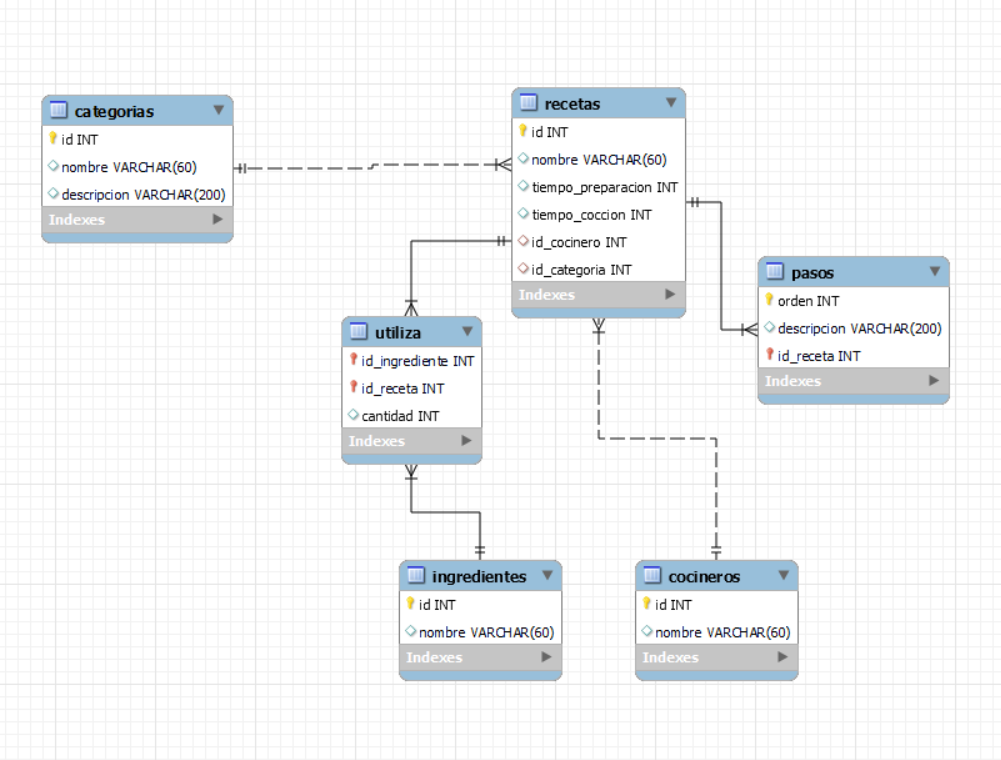 categorias
id INT
nombre VARCHAR(60)
descripcion VARCHAR(200)
Indexes
recetas
id INT
nombre VARCHAR(60)
tiempo_preparacion INT
tiempo_coccion INT
id_cocinero INT
id_categoria INT
Indexes
pasos
orden INT
descripcion VARCHAR(200)
id_receta INT
Indexes
utiliza
id_ingrediente INT
id_receta INT
cantidad INT
Indexes
ingredientes
id INT
nombre VARCHAR(60)
Indexes
cocineros
id INT
nombre VARCHAR(60)
Indexes